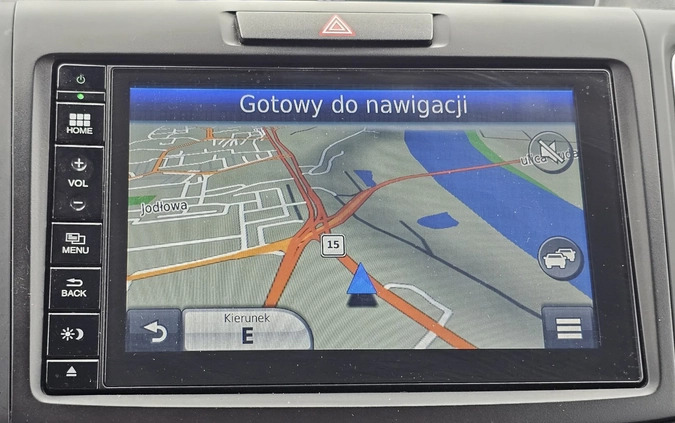 Gotowy do nawigacji
HOME
VOL
MENU
BACK
Jodłowa
15
Kierunek
E